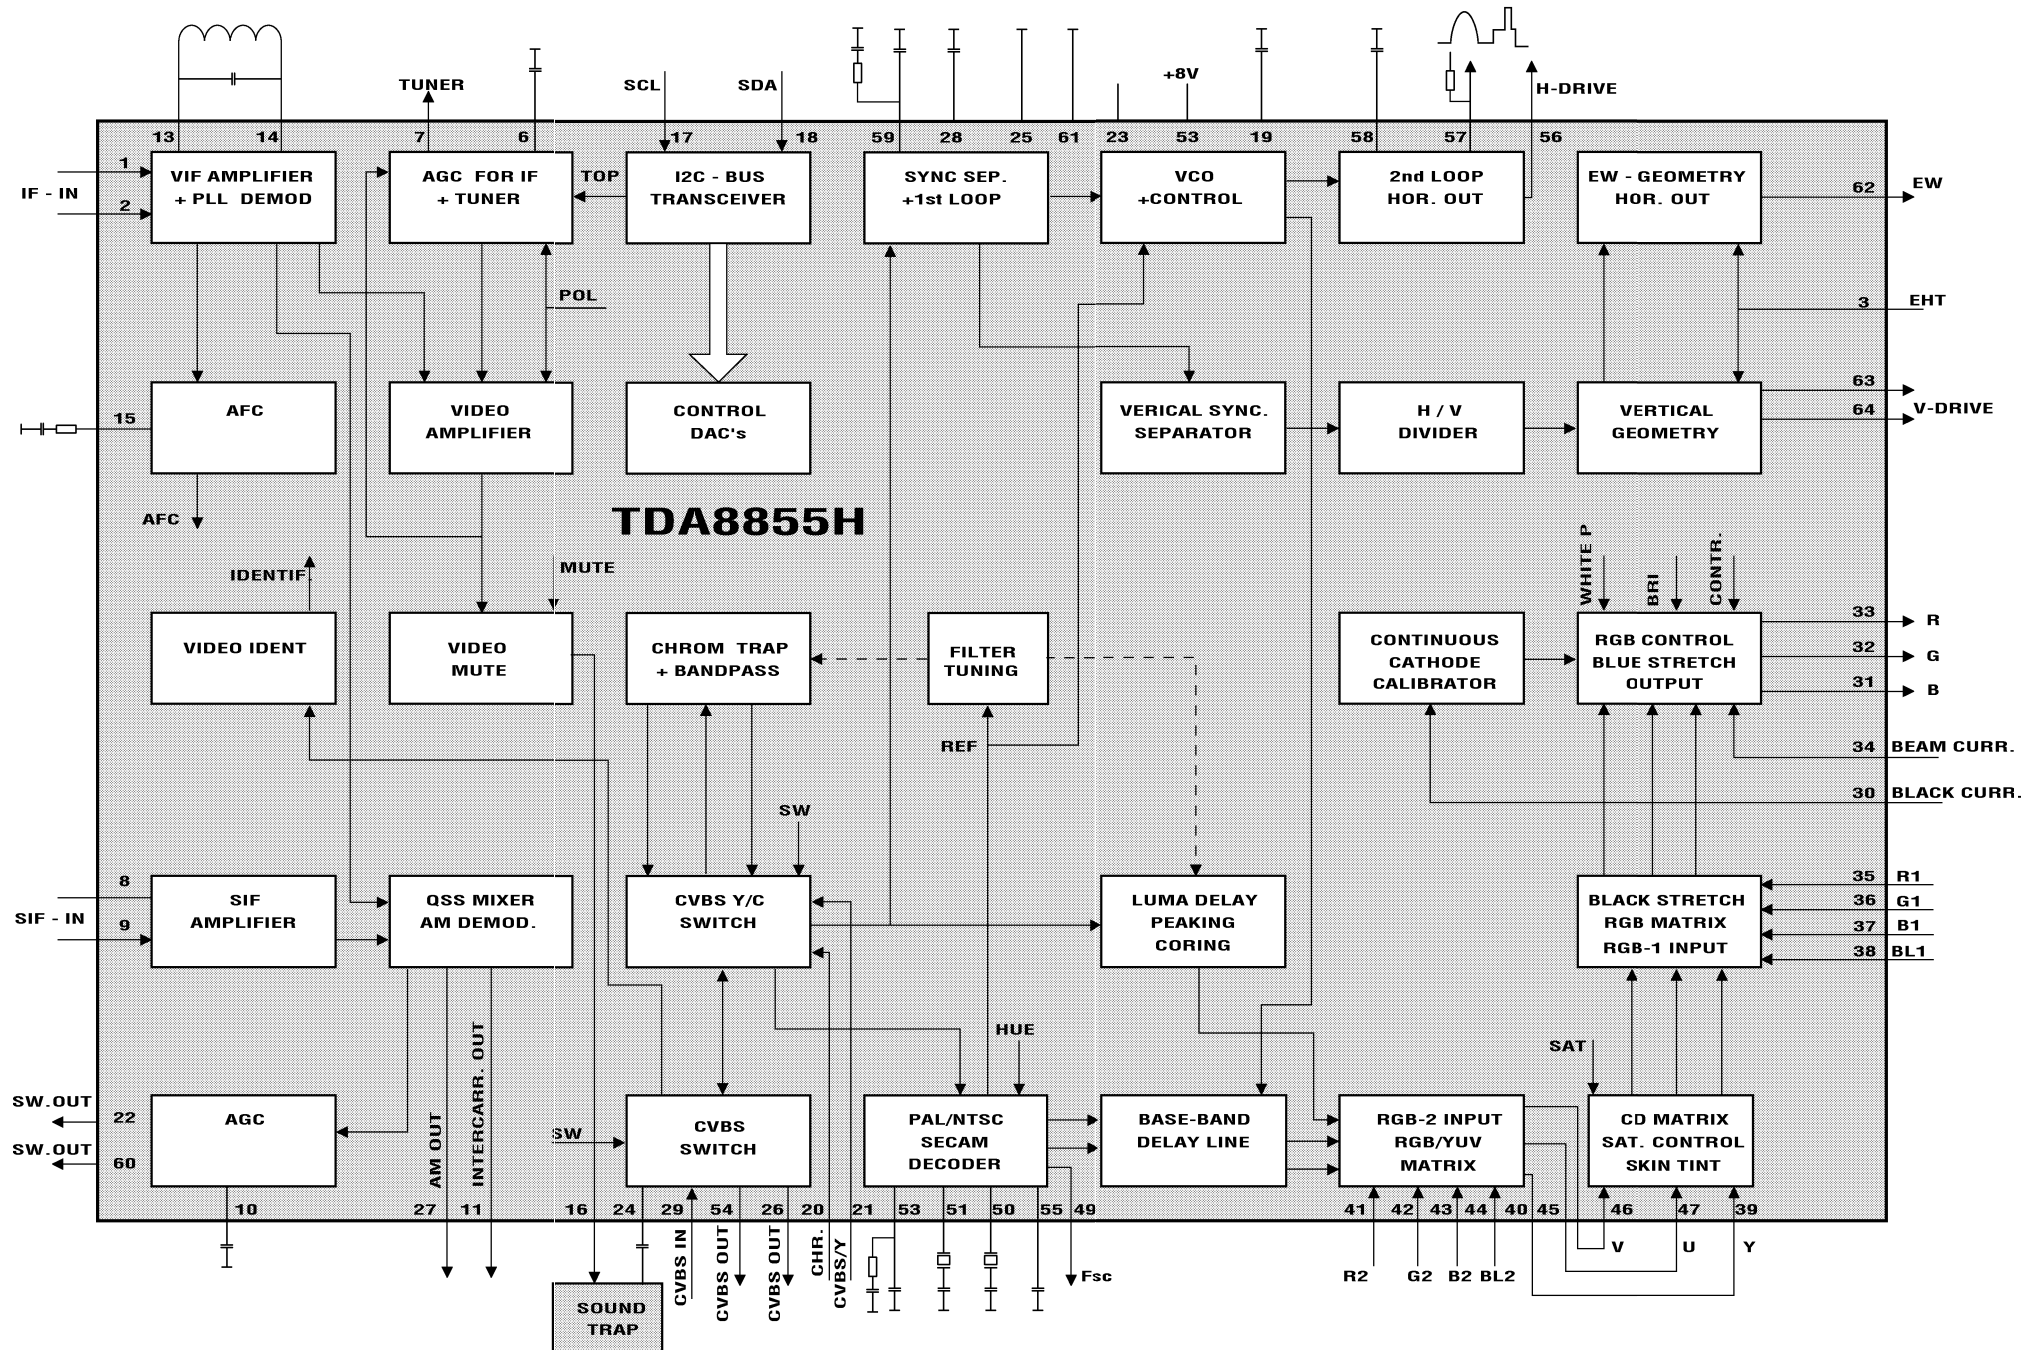 TUNER
SCL
SDA
+8V
H-DRIVE
13
14
7
6
17
18
59
28
25
61
23
53
19
58
57
56
IF - IN
1
2
VIF AMPLIFIER
+ PLL DEMOD
AGC FOR IF
+ TUNER
TOP
I2C - BUS
TRANSCEIVER
SYNC SEP.
+1st LOOP
VCO
+CONTROL
2nd LOOP
HOR. OUT
EW - GEOMETRY
HOR. OUT
62
EW
POL
3
EHT
15
AFC
VIDEO
AMPLIFIER
CONTROL
DAC's
VERICAL SYNC.
SEPARATOR
H / V
DIVIDER
VERTICAL
GEOMETRY
63
64
V-DRIVE
AFC
TDA8855H
IDENTIF.
MUTE
WHITE P
BRI
CONTR.
VIDEO IDENT
VIDEO
MUTE
CHROM TRAP
+ BANDPASS
FILTER
TUNING
CONTINUOUS
CATHODE
CALIBRATOR
RGB CONTROL
BLUE STRETCH
OUTPUT
33
R
32
G
31
B
REF
34
BEAM CURR.
30
BLACK CURR.
SW
SIF - IN
8
9
SIF
AMPLIFIER
QSS MIXER
AM DEMOD.
CVBS Y/C
SWITCH
LUMA DELAY
PEAKING
CORING
BLACK STRETCH
RGB MATRIX
RGB-1 INPUT
35
R1
36
G1
37
B1
38
BL1
HUE
SAT
SW.OUT
22
SW.OUT
60
AGC
AM OUT
INTERCARR. OUT
SW
CVBS
SWITCH
PAL/NTSC
SECAM
DECODER
BASE-BAND
DELAY LINE
RGB-2 INPUT
RGB/YUV
MATRIX
CD MATRIX
SAT. CONTROL
SKIN TINT
10
27
11
16
24
29
54
26
20
21
53
51
50
55
49
41
42
43
44
40
45
46
47
39
CVBS IN
CVBS OUT
CVBS OUT
CHR.
CVBS/Y
Fsc
R2
G2
B2
BL2
V
U
Y
SOUND
TRAP